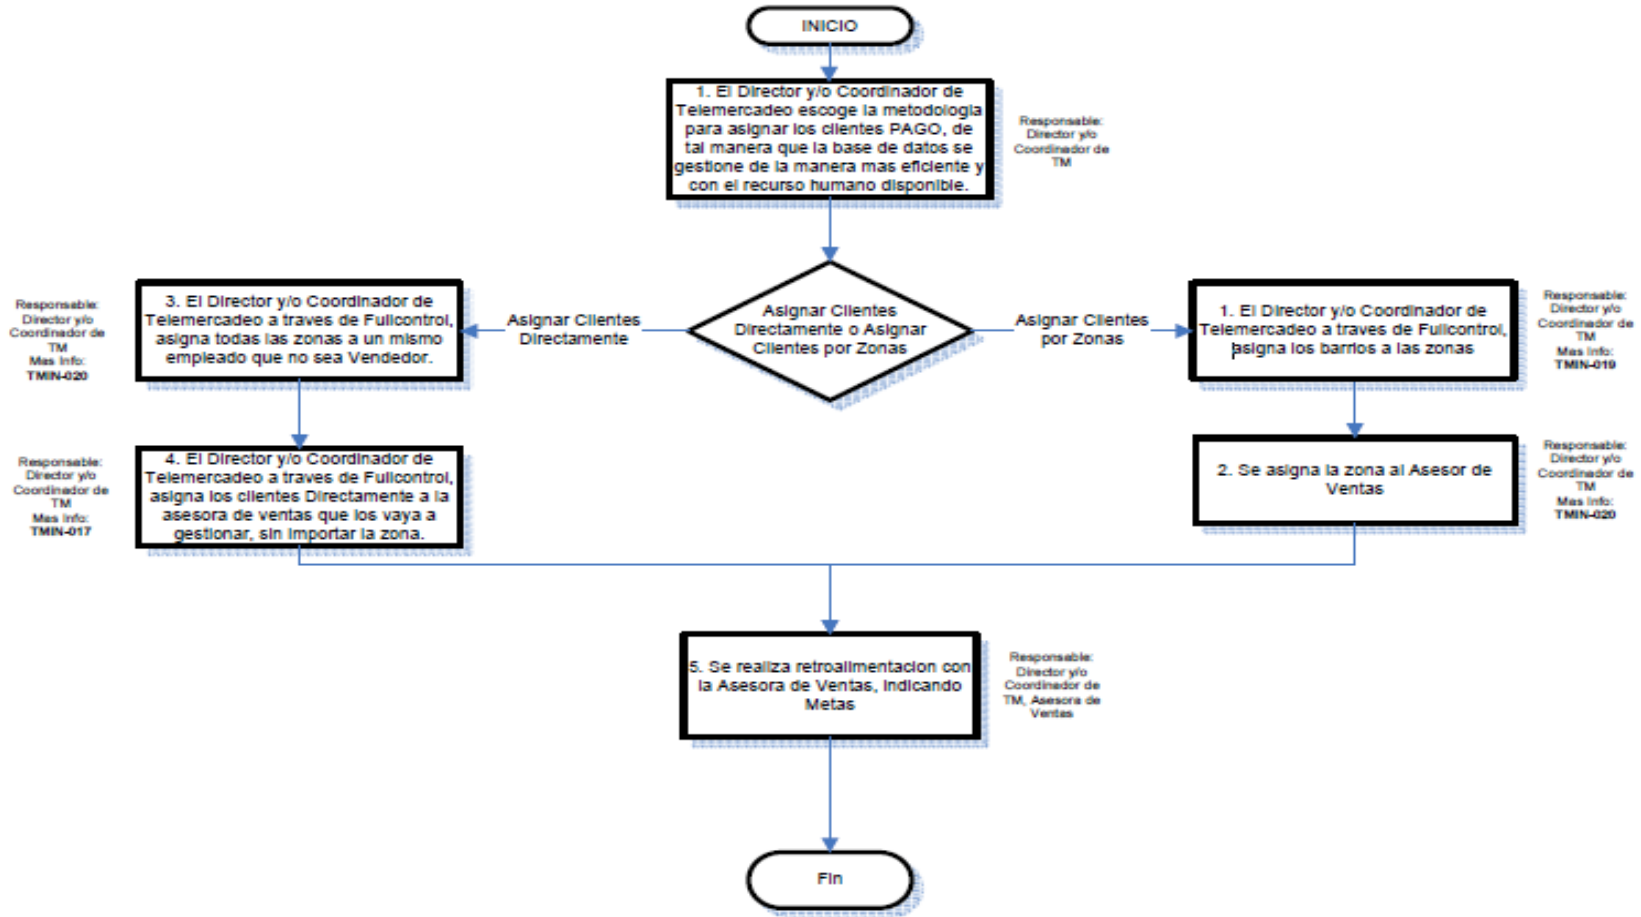 INICIO
1. El Director y/o Coordinador de
Telemercadeo escoge la metodologia
para asignar los clientes PAGO, de
tal manera que la base de datos se
gestione de la manera mas eficiente y
con el recurso humano disponible.
Responsable:
Director y/o
Coordinador de
TM
Asignar Clientes
Directamente o Asignar
Clientes por Zonas
Asignar Clientes
Directamente
Asignar Clientes
por Zonas
Responsable:
Director y/o
Coordinador de
TM
Mas Info:
TMIN-020
3. El Director y/o Coordinador de
Telemercadeo a traves de Fullcontrol,
asigna todas las zonas a un mismo
empleado que no sea Vendedor.
1. El Director y/o Coordinador de
Telemercadeo a traves de Fullcontrol,
asigna los barrios a las zonas
Responsable:
Director y/o
Coordinador de
TM
Mas Info:
TMIN-019
Responsable:
Director y/o
Coordinador de
TM
Mas Info:
TMIN-017
4. El Director y/o Coordinador de
Telemercadeo a traves de Fullcontrol,
asigna los clientes Directamente a la
asesora de ventas que los vaya a
gestionar, sin importar la zona.
2. Se asigna la zona al Asesor de
Ventas
Responsable:
Director y/o
Coordinador de
TM
Mas Info:
TMIN-020
5. Se realiza retroalimentacion con
la Asesora de Ventas, indicando
Metas
Responsable:
Director y/o
Coordinador de
TM, Asesora de
Ventas
Fin